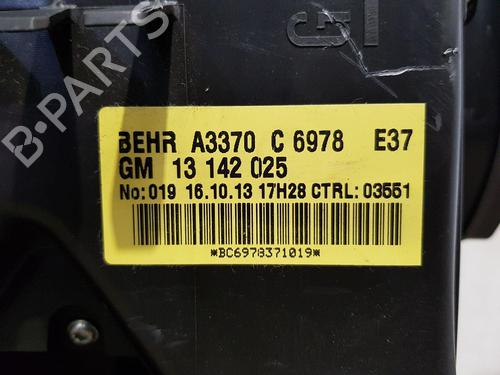 B-PARTS
G
BEHR A3370 C 6978 E37
GM 13 142 025
No:019 16.10.13 17H28 CTRL: 03551
*BC6978371019*